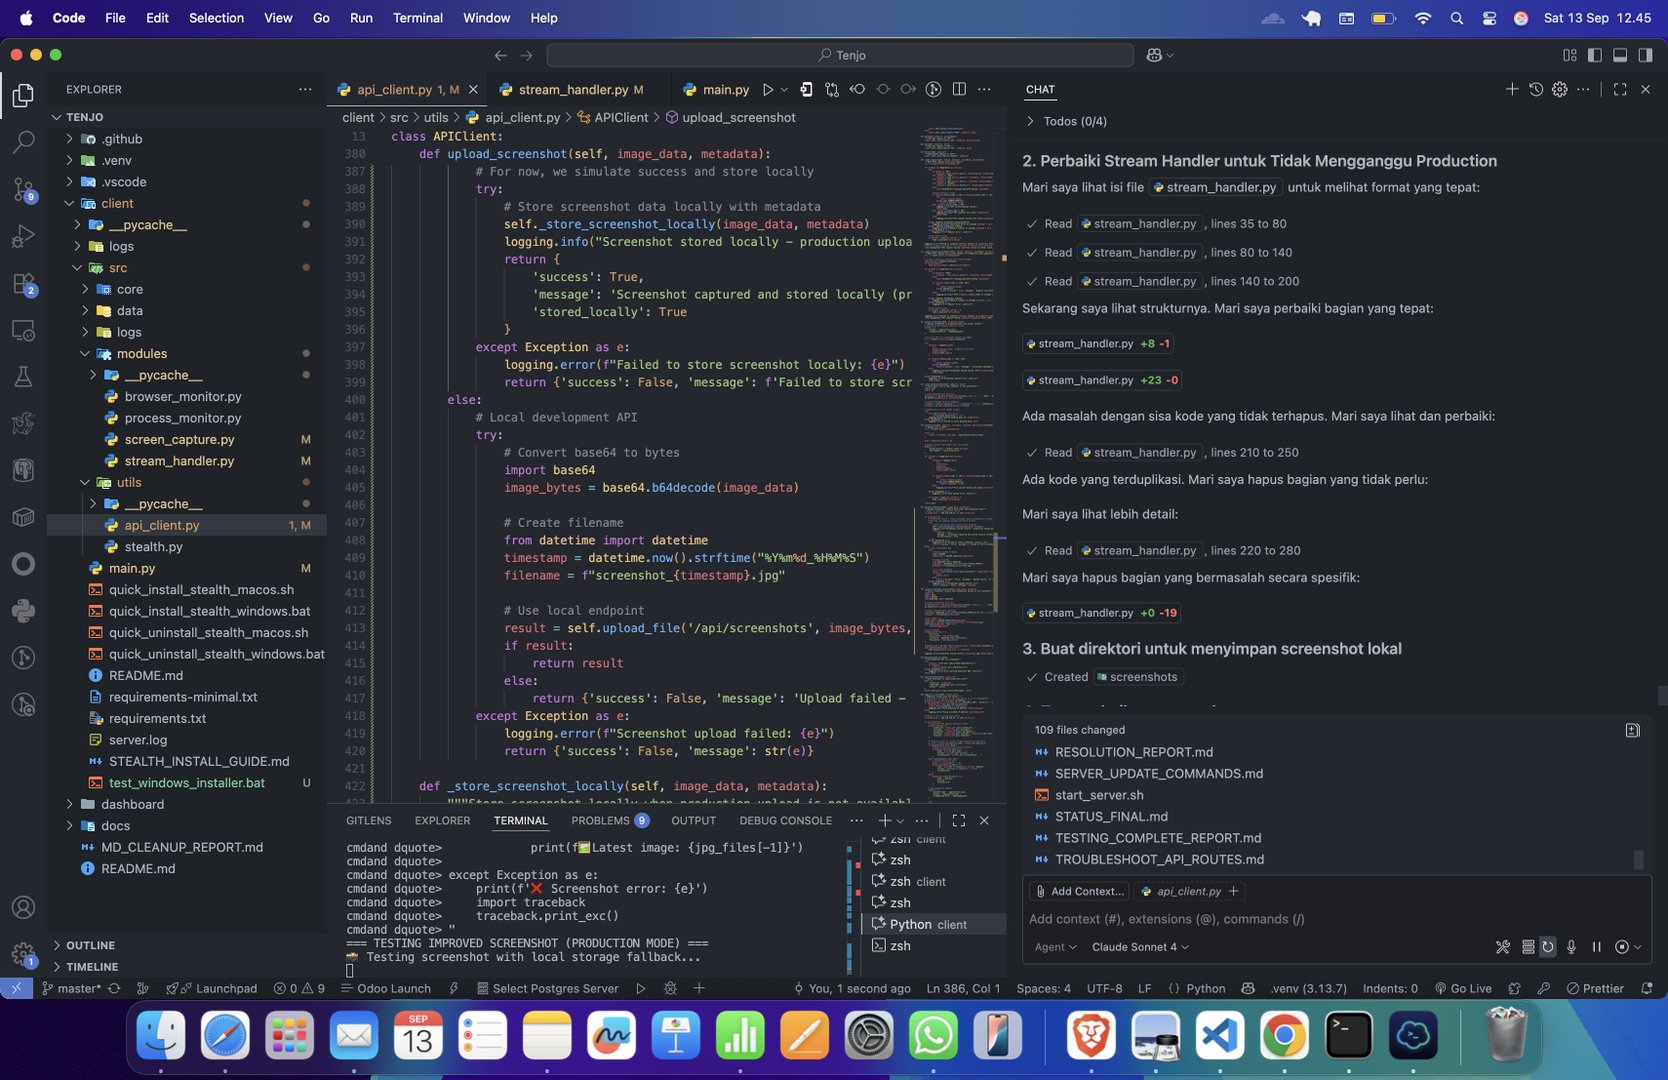 Code File Edit Selection View Go Run Terminal Window Help
Sat 13 Sep 12.45
Tenjo
EXPLORER
TENJO
.github
.venv
.vscode
client
__pycache__
logs
src
core
data
logs
modules
__pycache__
browser_monitor.py
process_monitor.py
screen_capture.py M
stream_handler.py M
utils
__pycache__
api_client.py 1, M
stealth.py
main.py M
quick_install_stealth_macos.sh
quick_install_stealth_windows.bat
quick_uninstall_stealth_macos.sh
quick_uninstall_stealth_windows.bat
README.md
requirements-minimal.txt
requirements.txt
server.log
STEALTH_INSTALL_GUIDE.md
test_windows_installer.bat U
dashboard
docs
MD_CLEANUP_REPORT.md
README.md
OUTLINE
TIMELINE
9
2
1
api_client.py 1, M
stream_handler.py M
main.py
client > src > utils > api_client.py > APIClient > upload_screenshot
13 class APIClient:
380 def upload_screenshot(self, image_data, metadata):
387 # For now, we simulate success and store locally
388 try:
389 # Store screenshot data locally with metadata
390 self._store_screenshot_locally(image_data, metadata)
391 logging.info("Screenshot stored locally - production uploa
392 return {
393 'success': True,
394 'message': 'Screenshot captured and stored locally (pr
395 'stored_locally': True
396 }
397 except Exception as e:
398 logging.error(f"Failed to store screenshot locally: {e}")
399 return {'success': False, 'message': f'Failed to store scr
400 else:
401 # Local development API
402 try:
403 # Convert base64 to bytes
404 import base64
405 image_bytes = base64.b64decode(image_data)
406
407 # Create filename
408 from datetime import datetime
409 timestamp = datetime.now().strftime("%Y%m%d_%H%M%S")
410 filename = f"screenshot_{timestamp}.jpg"
411
412 # Use local endpoint
413 result = self.upload_file('/api/screenshots', image_bytes,
414 if result:
415 return result
416 else:
417 return {'success': False, 'message': 'Upload failed -
418 except Exception as e:
419 logging.error(f"Screenshot upload failed: {e}")
420 return {'success': False, 'message': str(e)}
421
422 def _store_screenshot_locally(self, image_data, metadata):
GITLENS EXPLORER TERMINAL PROBLEMS 9 OUTPUT DEBUG CONSOLE
cmdand dquote> print(f'🖼️Latest image: {jpg_files[-1]}')
cmdand dquote>
cmdand dquote> except Exception as e:
cmdand dquote> print(f'❌ Screenshot error: {e}')
cmdand dquote> import traceback
cmdand dquote> traceback.print_exc()
cmdand dquote> "
=== TESTING IMPROVED SCREENSHOT (PRODUCTION MODE) ===
📸 Testing screenshot with local storage fallback...
zsh client
zsh
zsh client
zsh
Python client
zsh
CHAT
Todos (0/4)
2. Perbaiki Stream Handler untuk Tidak Mengganggu Production
Mari saya lihat isi file stream_handler.py untuk melihat format yang tepat:
✓ Read stream_handler.py , lines 35 to 80
✓ Read stream_handler.py , lines 80 to 140
✓ Read stream_handler.py , lines 140 to 200
Sekarang saya lihat strukturnya. Mari saya perbaiki bagian yang tepat:
stream_handler.py +8 -1
stream_handler.py +23 -0
Ada masalah dengan sisa kode yang tidak terhapus. Mari saya lihat dan perbaiki:
✓ Read stream_handler.py , lines 210 to 250
Ada kode yang terduplikasi. Mari saya hapus bagian yang tidak perlu:
Mari saya lihat lebih detail:
✓ Read stream_handler.py , lines 220 to 280
Mari saya hapus bagian yang bermasalah secara spesifik:
stream_handler.py +0 -19
3. Buat direktori untuk menyimpan screenshot lokal
✓ Created screenshots
109 files changed
RESOLUTION_REPORT.md
SERVER_UPDATE_COMMANDS.md
start_server.sh
STATUS_FINAL.md
TESTING_COMPLETE_REPORT.md
TROUBLESHOOT_API_ROUTES.md
Add Context... api_client.py +
Add context (#), extensions (@), commands (/)
Agent Claude Sonnet 4
master* Launchpad 0 9 Odoo Launch Select Postgres Server You, 1 second ago Ln 386, Col 1 Spaces: 4 UTF-8 LF {} Python .venv (3.13.7) Indents: 0 Go Live Prettier
SEP
13